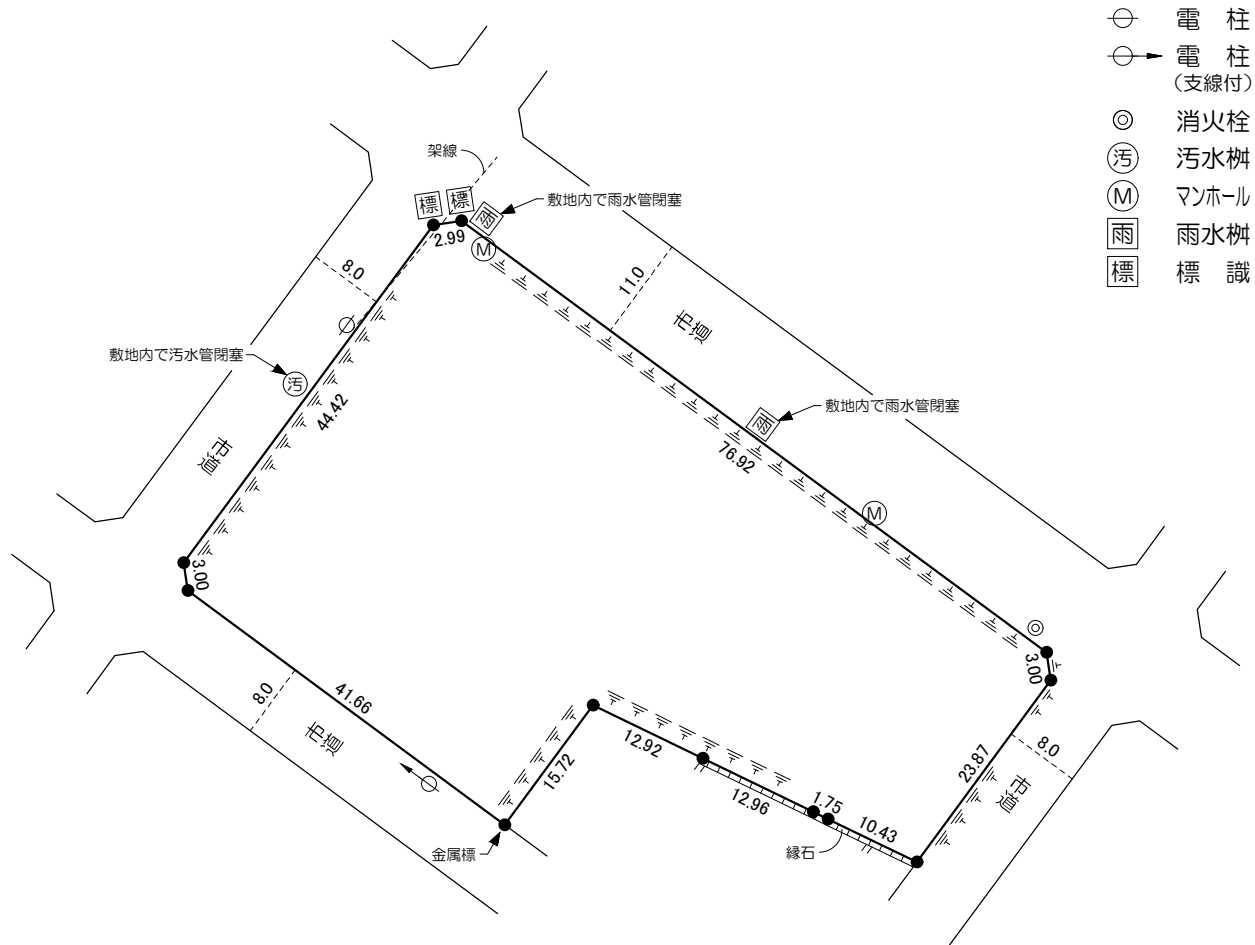 電 柱
電 柱
(支線付)
消火栓
汚 汚水桝
M マンホール
雨 雨水桝
標 標 識
架線
標 標
雨
敷地内で雨水管閉塞
2.99
M
8.0
11.0
市道
敷地内で汚水管閉塞
汚
44.42
敷地内で雨水管閉塞
雨
76.92
市道
M
3.00
3.00
41.66
8.0
市道
12.92
15.72
12.96
1.75
10.43
23.87
8.0
市道
金属標
縁石